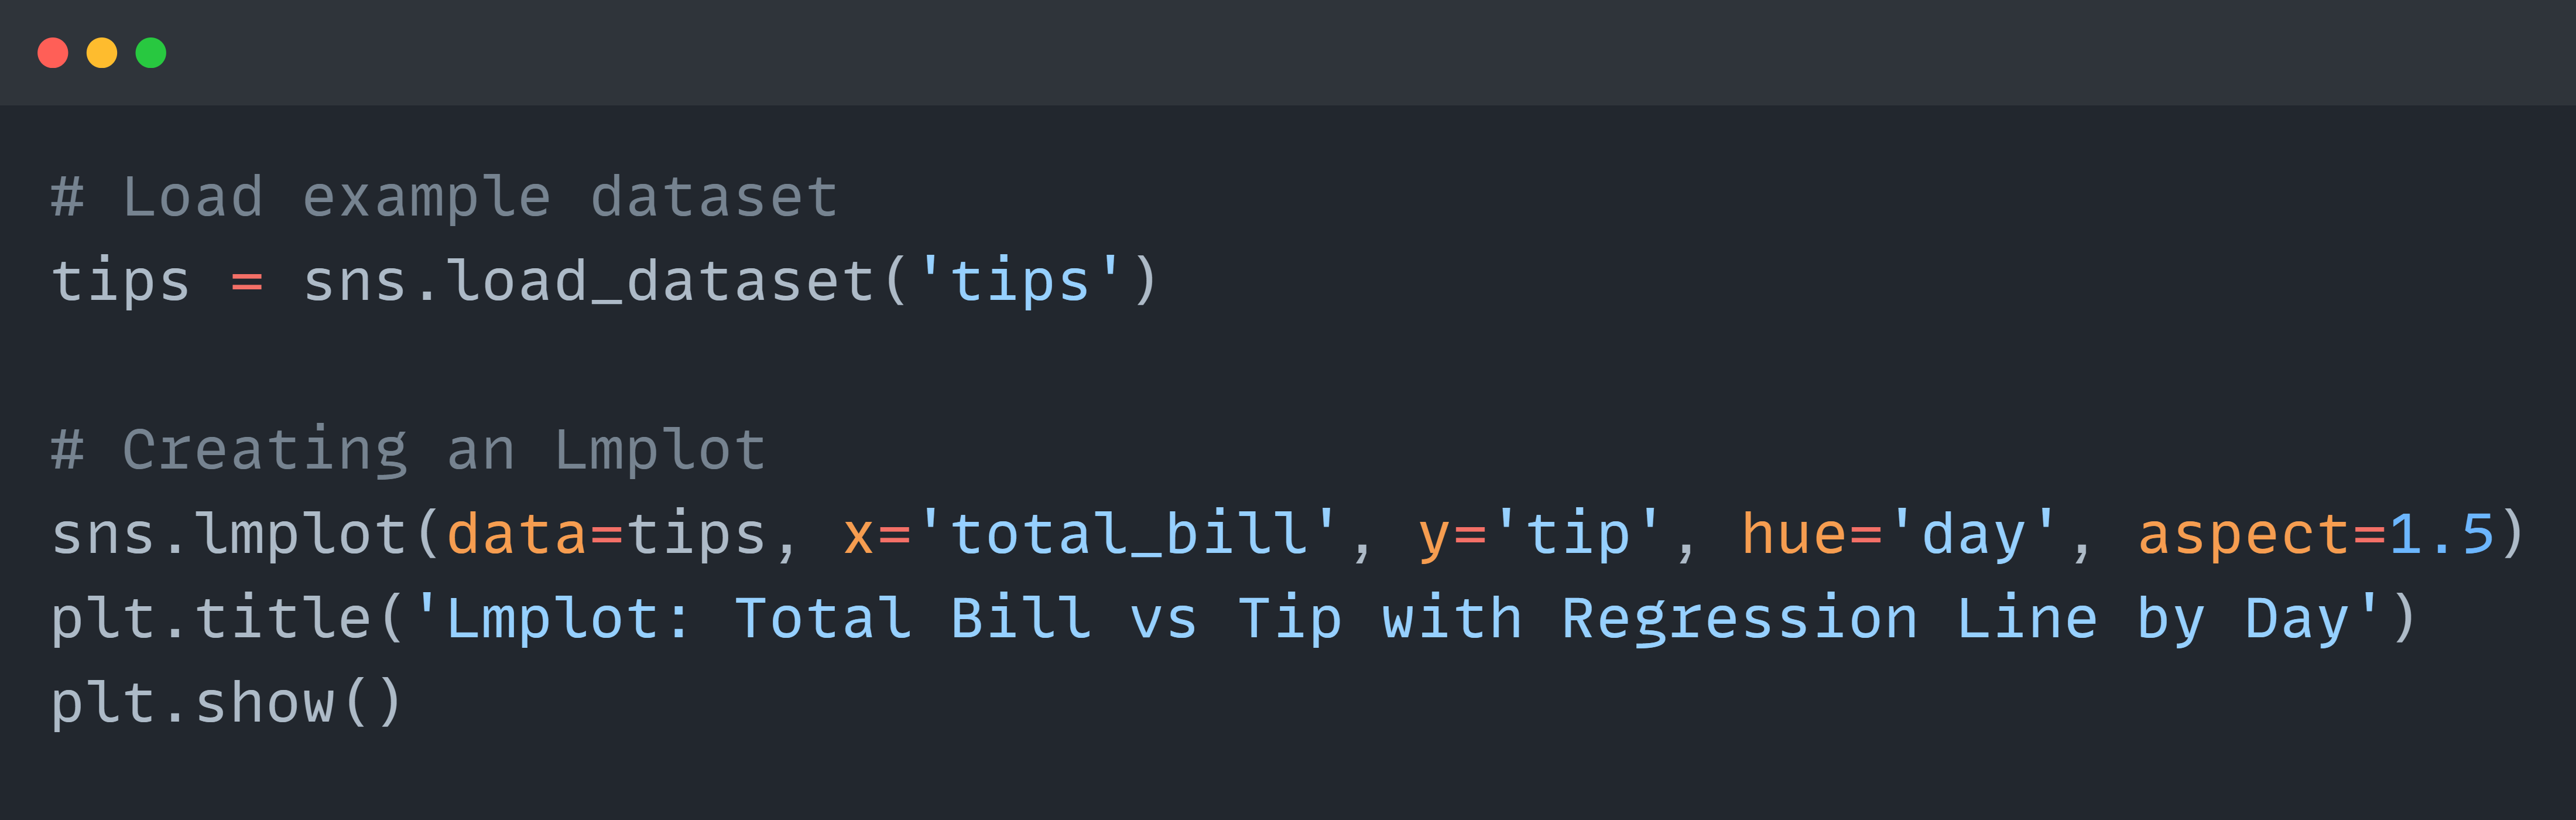 # Load example dataset
tips = sns.load_dataset('tips')
# Creating an Lmplot
sns.lmplot(data=tips, x='total_bill', y='tip', hue='day', aspect=1.5)
plt.title('Lmplot: Total Bill vs Tip with Regression Line by Day')
plt.show()